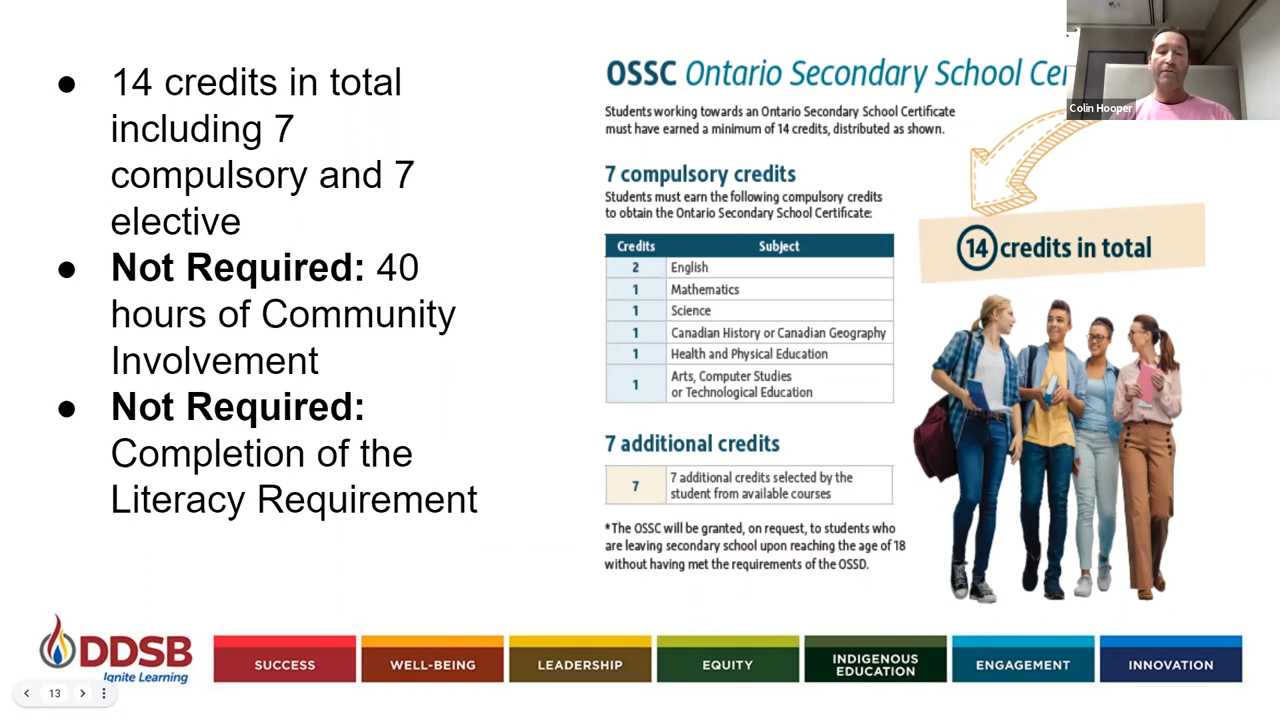 ● 14 credits in total
including 7
compulsory and 7
elective
● Not Required: 40
hours of Community
Involvement
● Not Required:
Completion of the
Literacy Requirement
OSSC Ontario Secondary School Cer
Students working towards an Ontario Secondary School Certificate
must have earned a minimum of 14 credits, distributed as shown.
7 compulsory credits
Students must earn the following compulsory credits
to obtain the Ontario Secondary School Certificate:
Credits Subject
2 English
1 Mathematics
1 Science
1 Canadian History or Canadian Geography
1 Health and Physical Education
1 Arts, Computer Studies
or Technological Education
7 additional credits
7 7 additional credits selected by the
student from available courses
*The OSSC will be granted, on request, to students who
are leaving secondary school upon reaching the age of 18
without having met the requirements of the OSSD.
Colin Hooper
14 credits in total
DDSB
Ignite Learning
SUCCESS
WELL-BEING
LEADERSHIP
EQUITY
INDIGENOUS
EDUCATION
ENGAGEMENT
INNOVATION
13